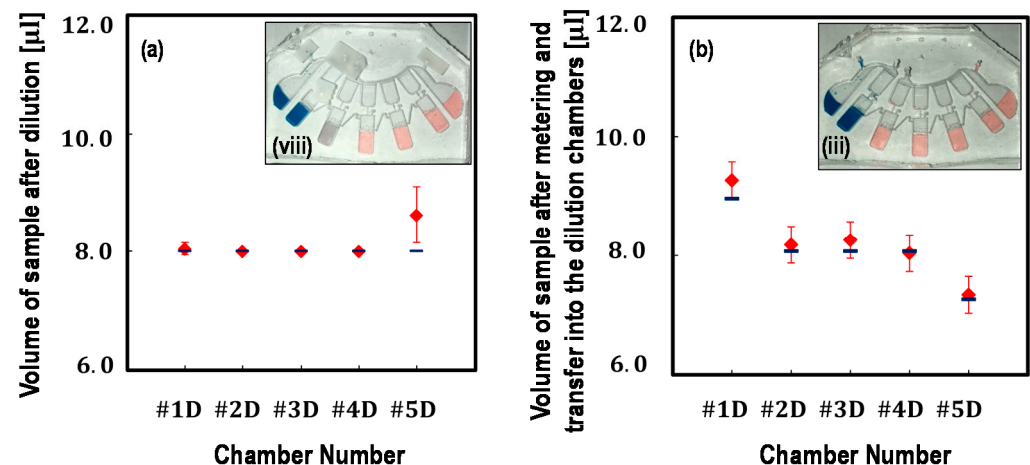 Volume of sample after dilution [µl]
12.0
10.0
8.0
6.0
(a)
(viii)
#1D #2D #3D #4D #5D
Chamber Number
Volume of sample after metering and
transfer into the dilution chambers [µl]
12.0
10.0
8.0
6.0
(b)
(iii)
#1D #2D #3D #4D #5D
Chamber Number